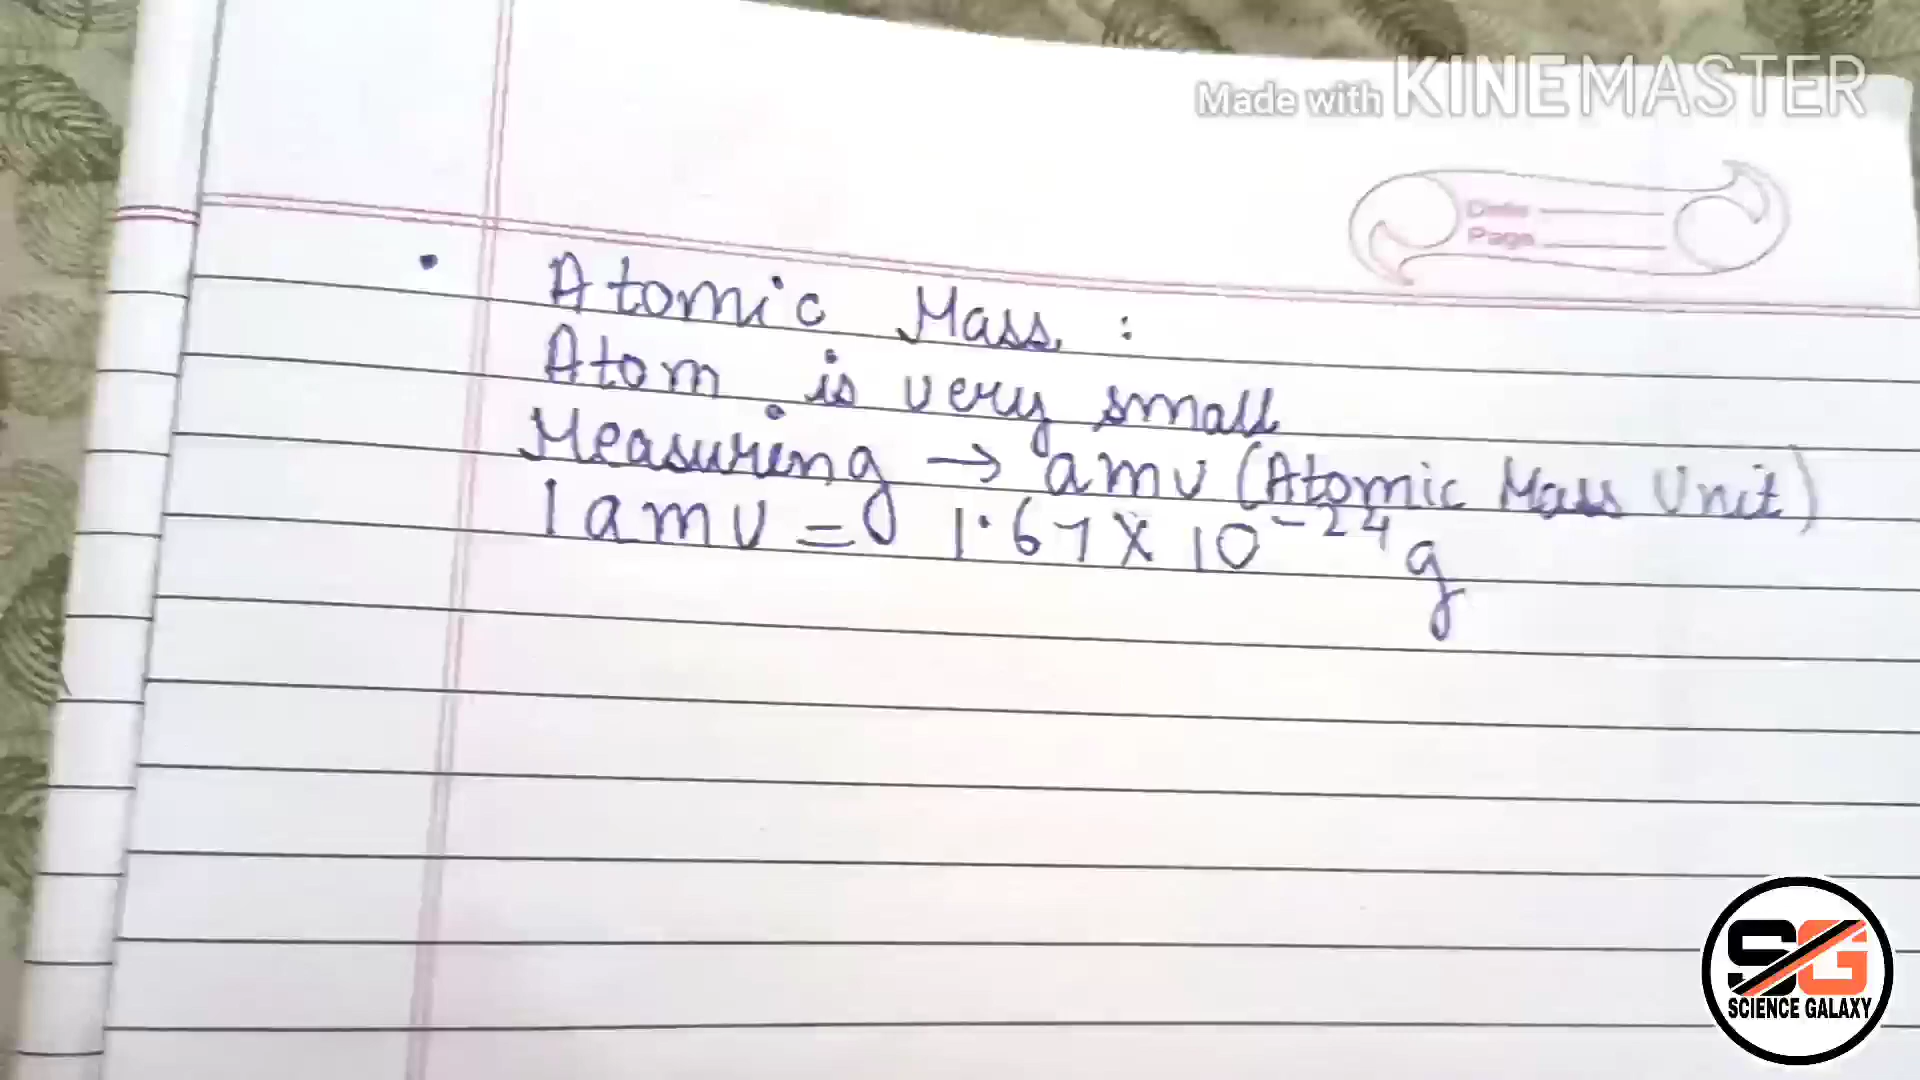 Made with KINEMASTER
Date
Page
Atomic Mass :
Atom is very small
Measuring → amu (Atomic Mass Unit)
1 amu = 1.67 × 10⁻²⁴ g
SG
SCIENCE GALAXY